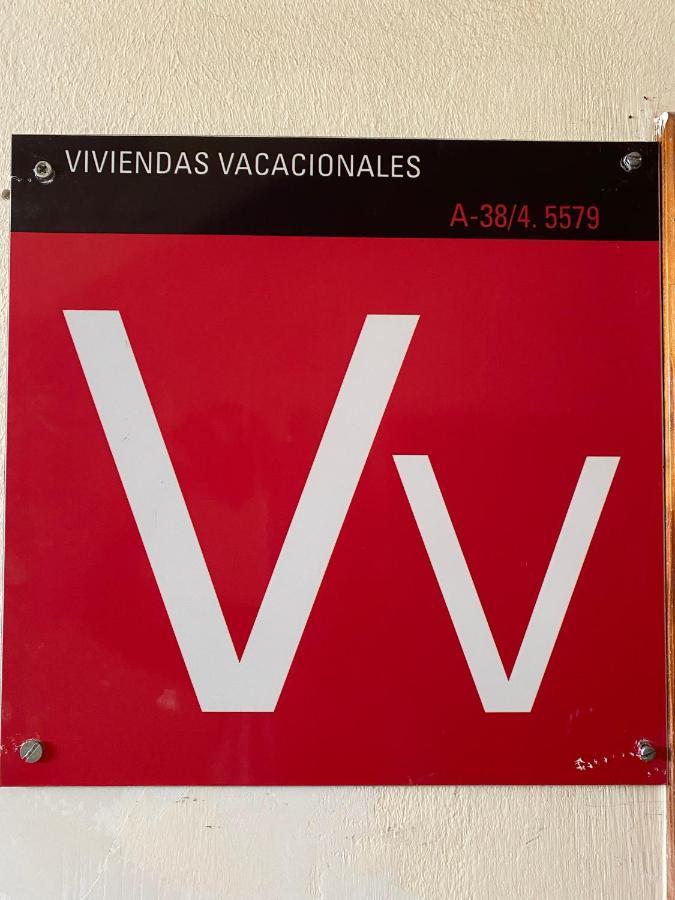 VIVIENDAS VACACIONALES
A-38/4. 5579
Vv